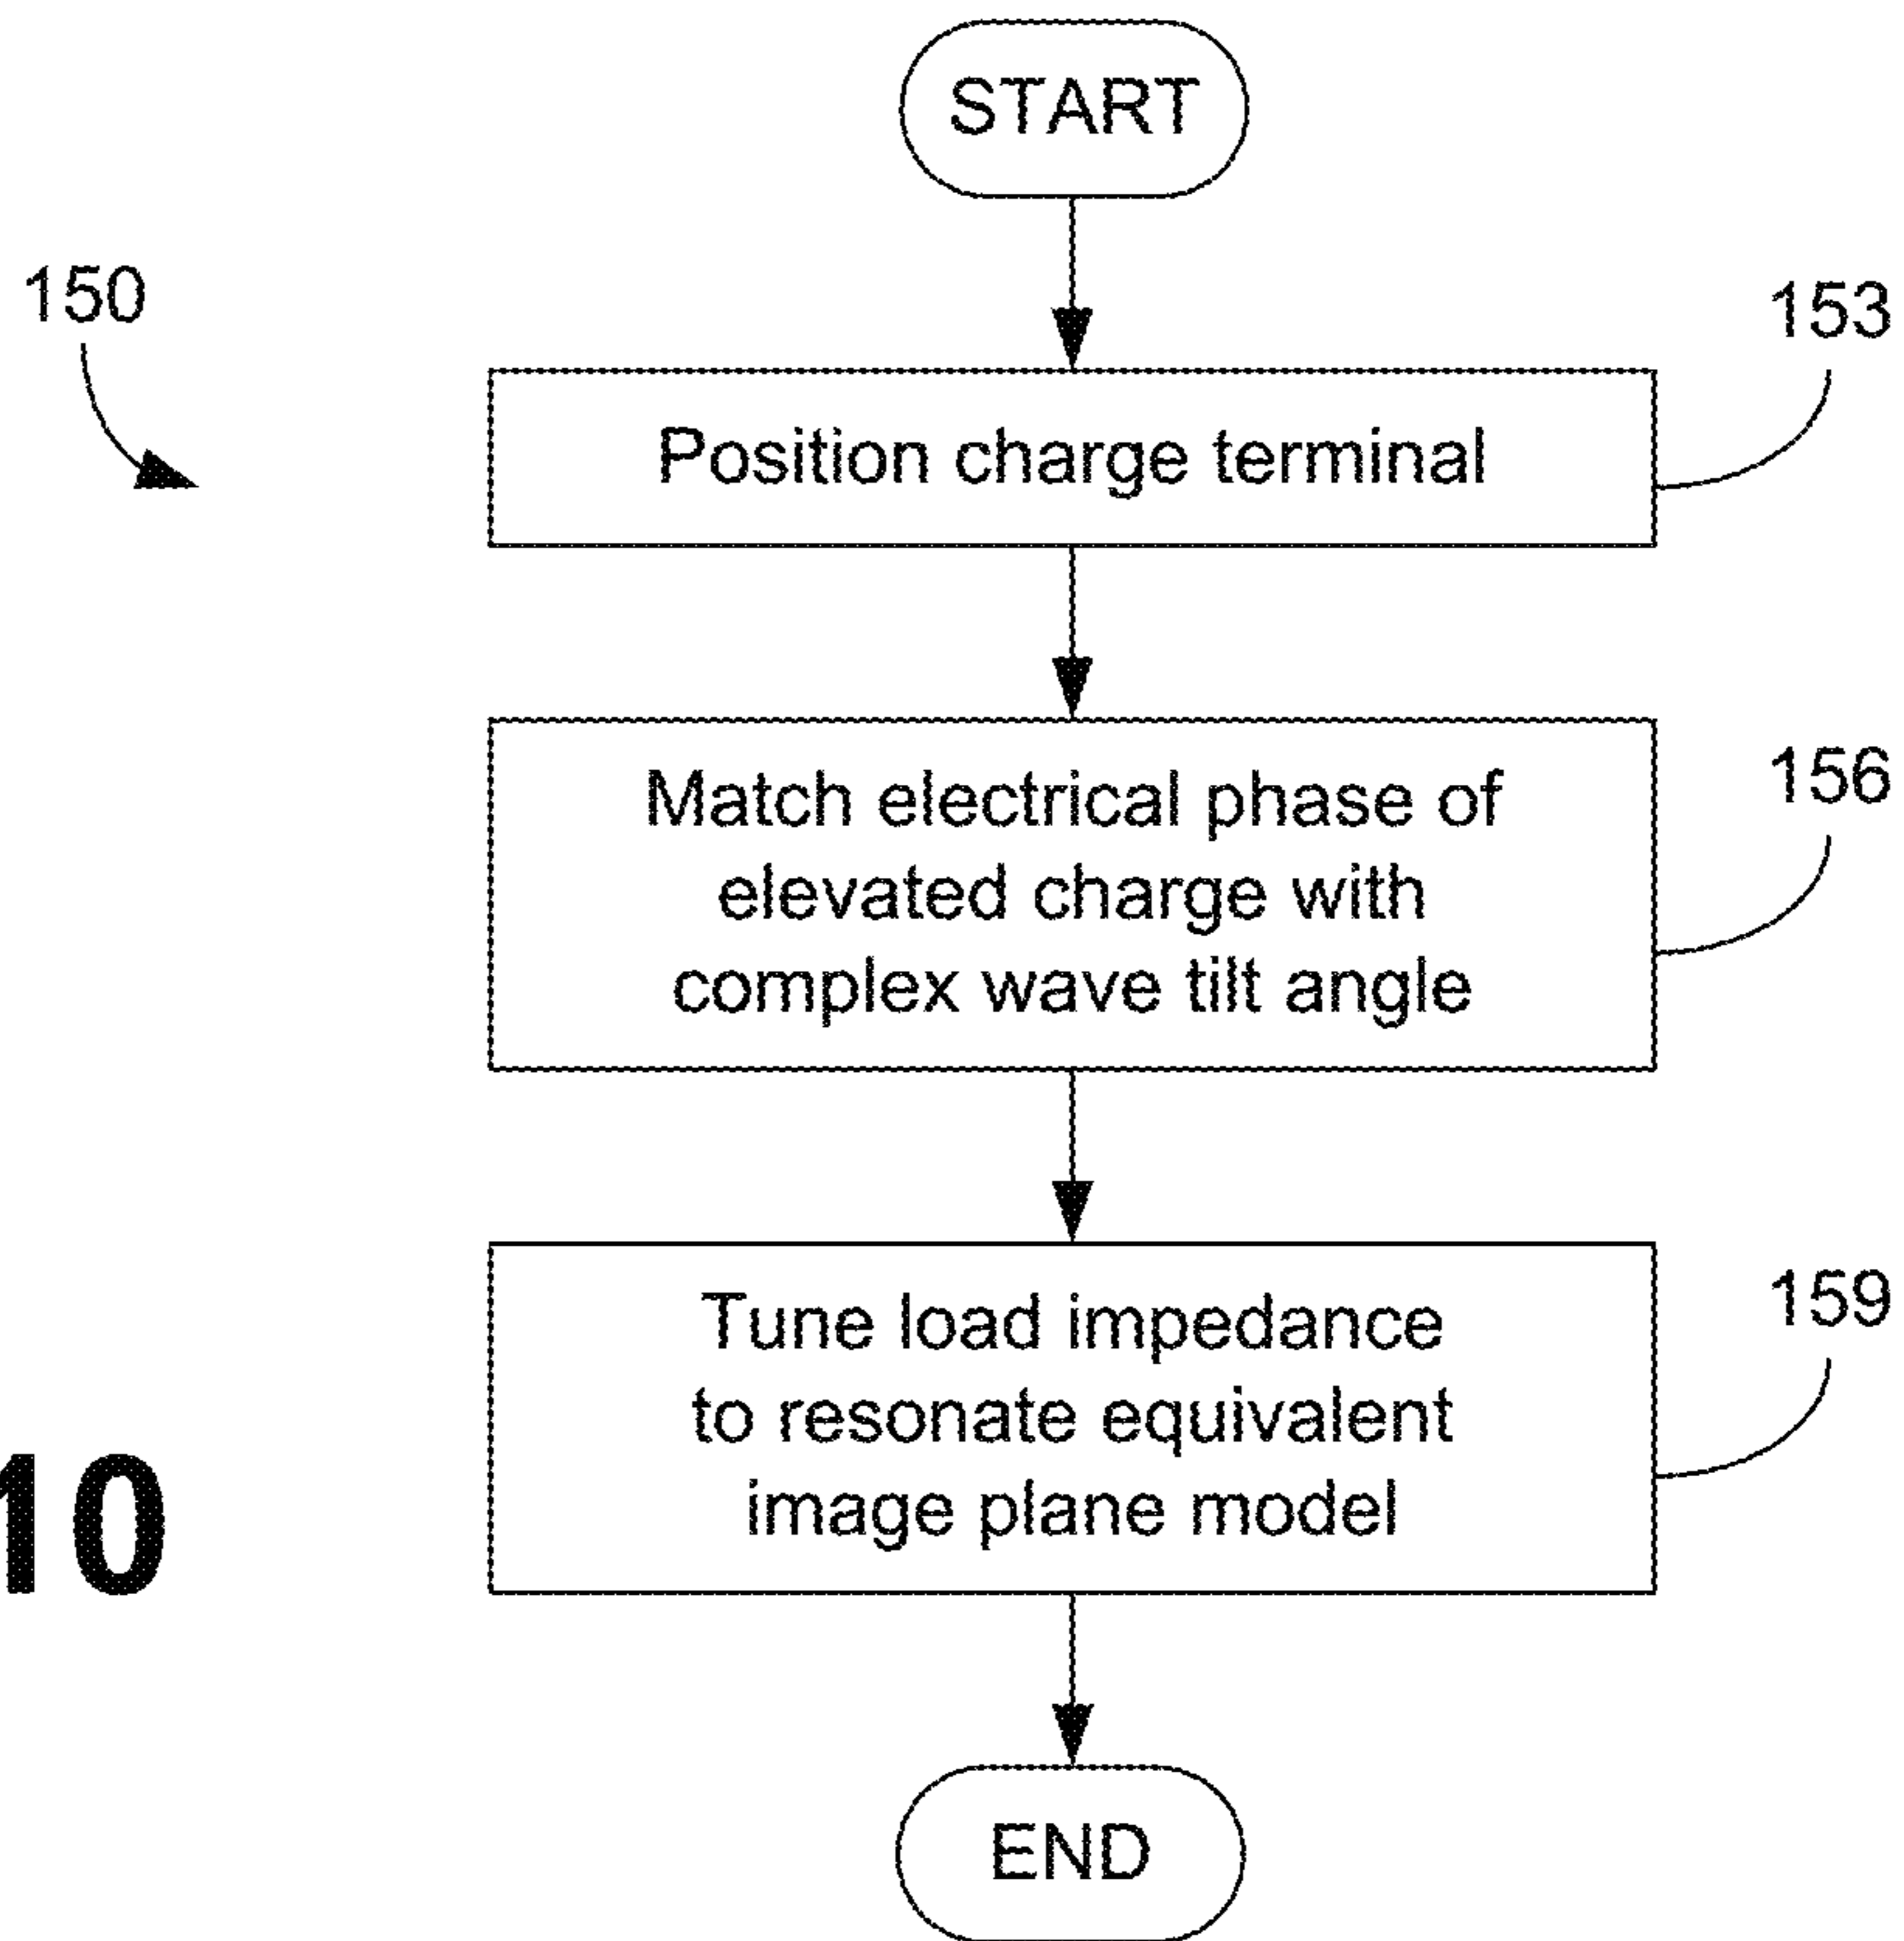 START
150
153
Position charge terminal
156
Match electrical phase of
elevated charge with
complex wave tilt angle
159
Tune load impedance
to resonate equivalent
image plane model
10
END